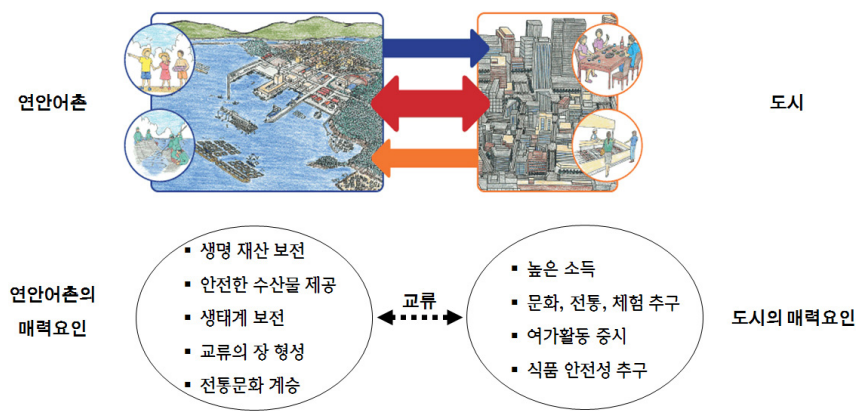 연안어촌
도시
연안어촌의
매력요인
▪ 생명 재산 보전
▪ 안전한 수산물 제공
▪ 생태계 보전
▪ 교류의 장 형성
▪ 전통문화 계승
교류
▪ 높은 소득
▪ 문화, 전통, 체험 추구
▪ 여가활동 중시
▪ 식품 안전성 추구
도시의 매력요인